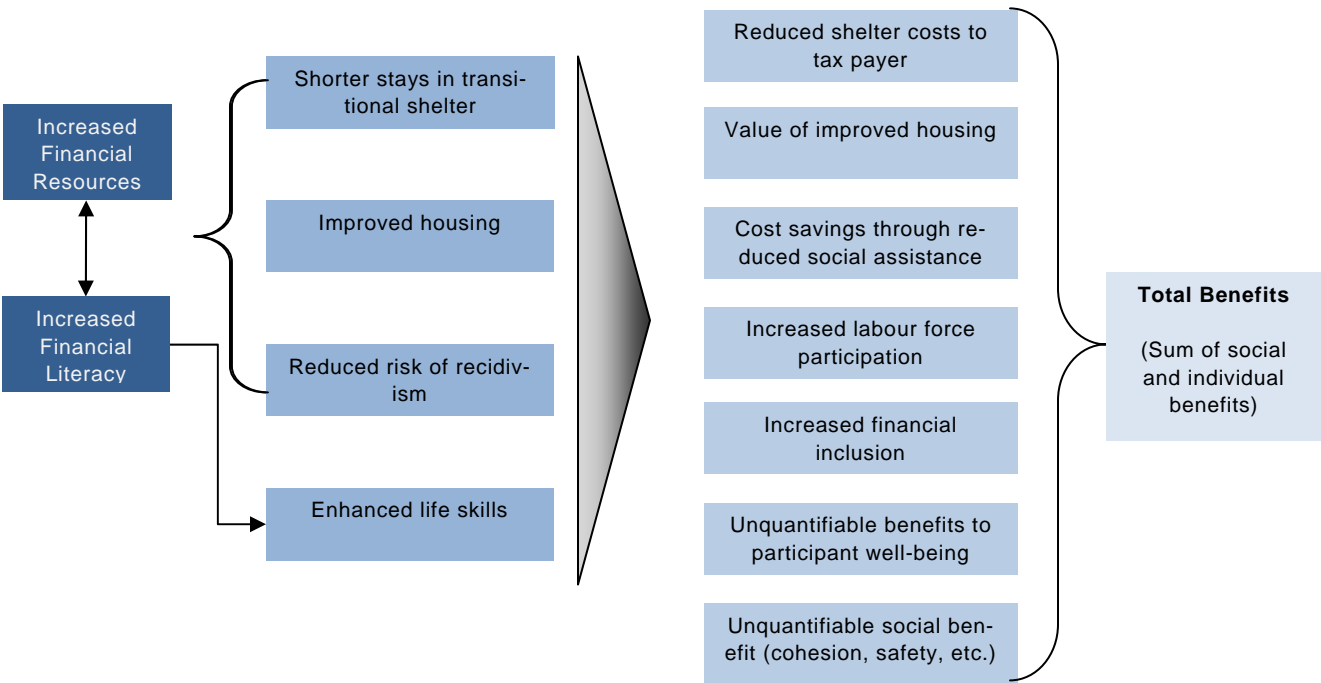 Increased
Financial
Resources
Increased
Financial
Literacy
Shorter stays in transi-
tional shelter
Improved housing
Reduced risk of recidiv-
ism
Enhanced life skills
Reduced shelter costs to
tax payer
Value of improved housing
Cost savings through re-
duced social assistance
Increased labour force
participation
Increased financial
inclusion
Unquantifiable benefits to
participant well-being
Unquantifiable social ben-
efit (cohesion, safety, etc.)
Total Benefits
(Sum of social
and individual
benefits)